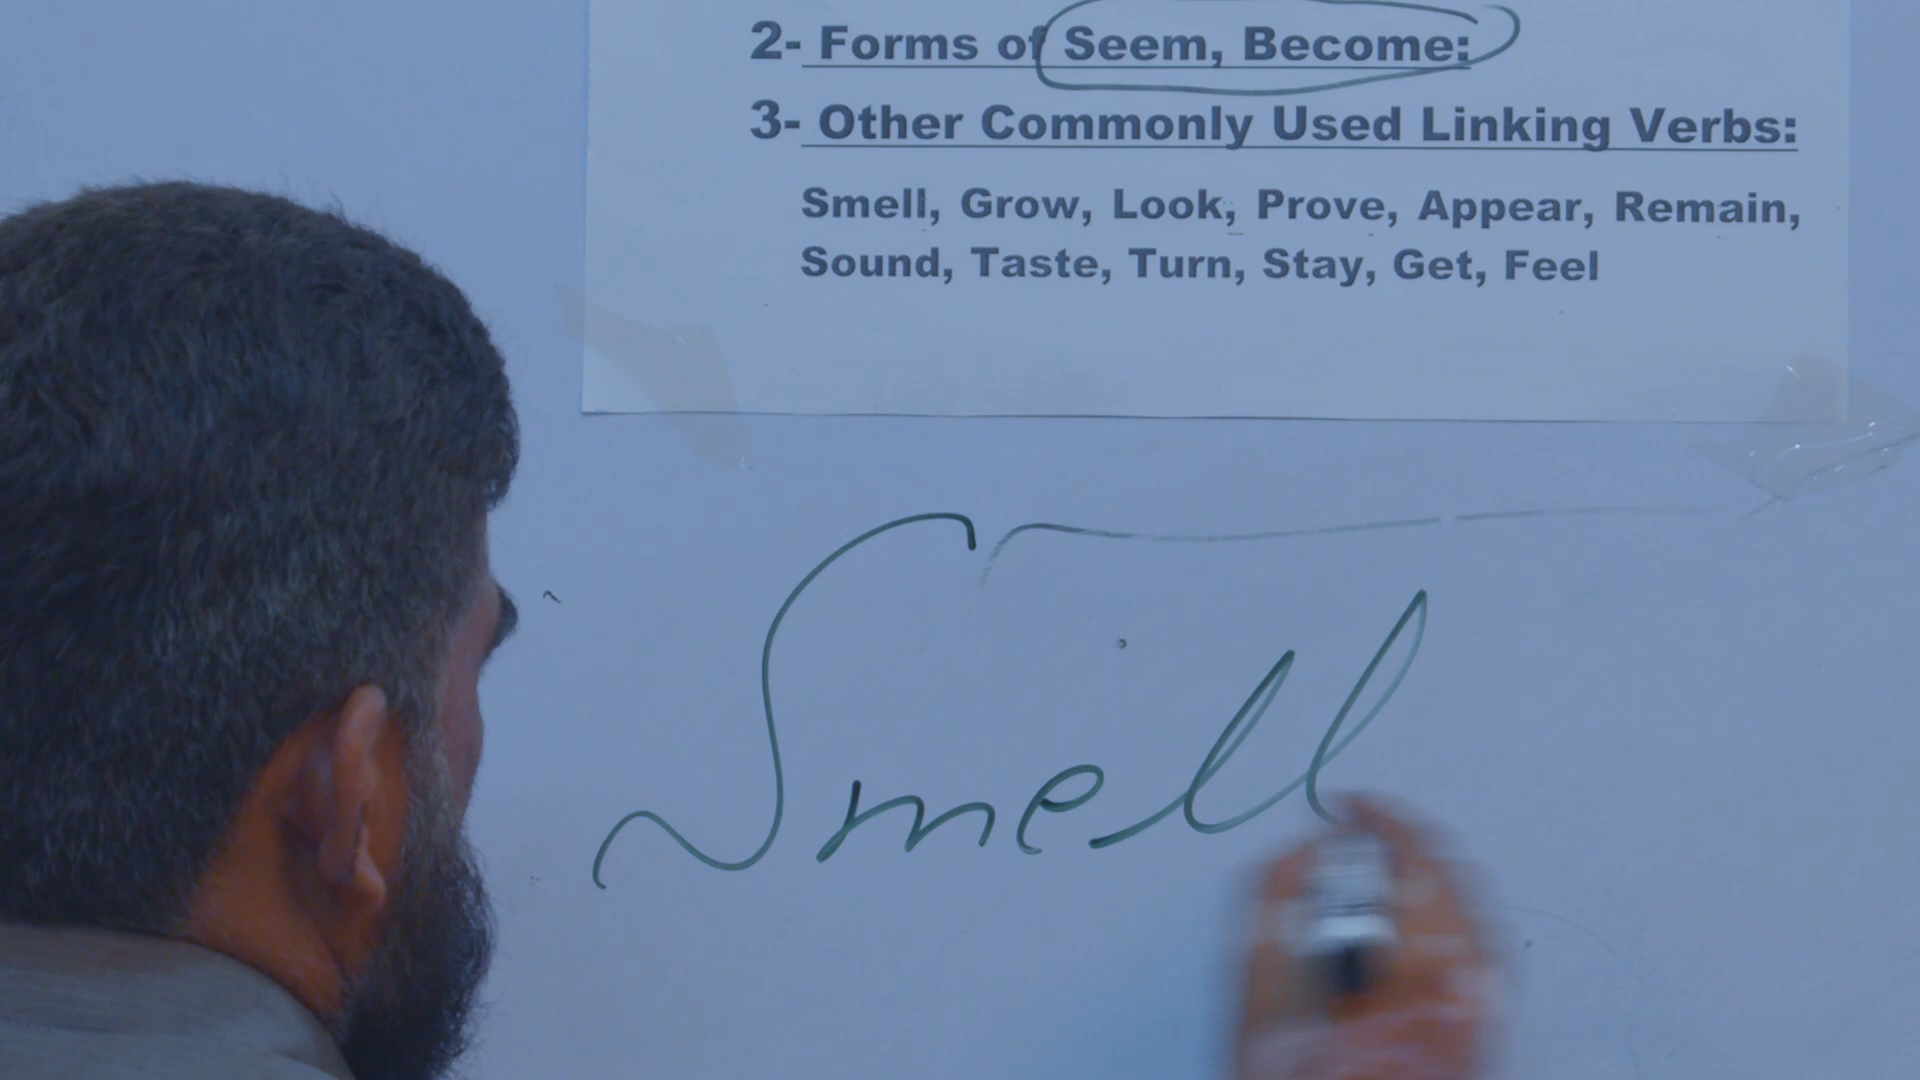 2- Forms of Seem, Become:
3- Other Commonly Used Linking Verbs:
Smell, Grow, Look, Prove, Appear, Remain,
Sound, Taste, Turn, Stay, Get, Feel
Smell